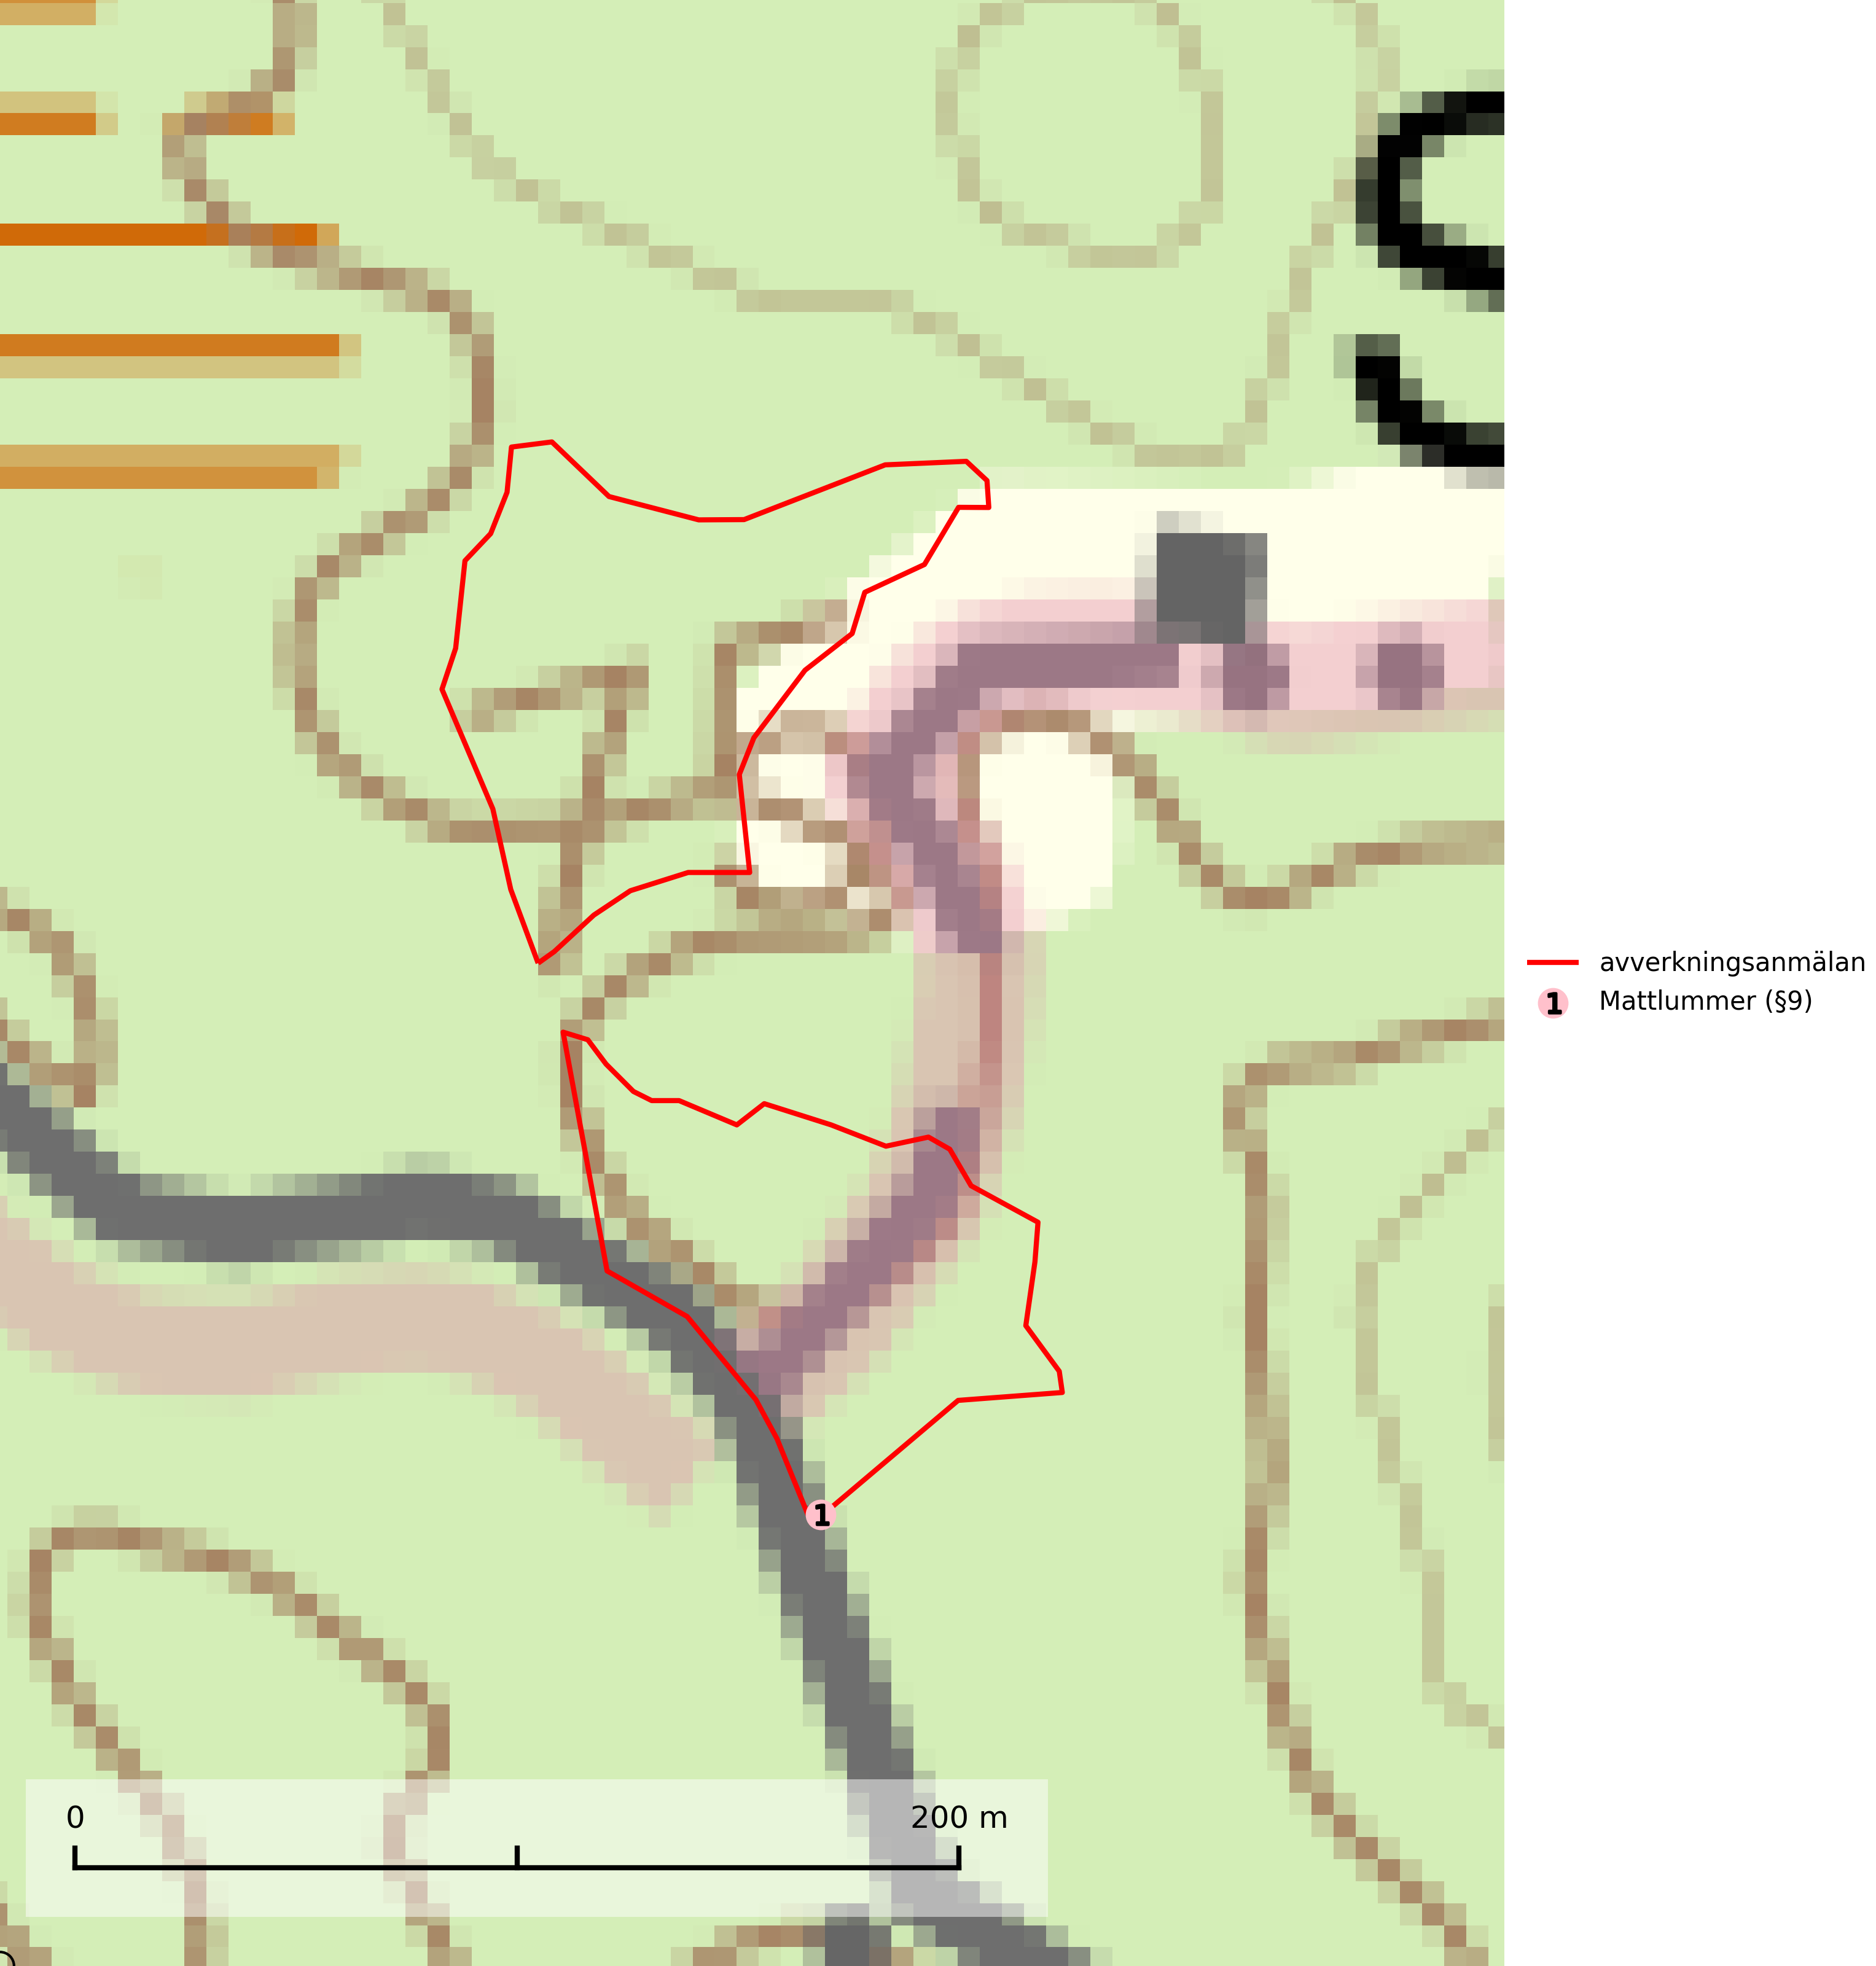 avverkningsanmälan
1 Mattlummer (§9)
1
0 200 m